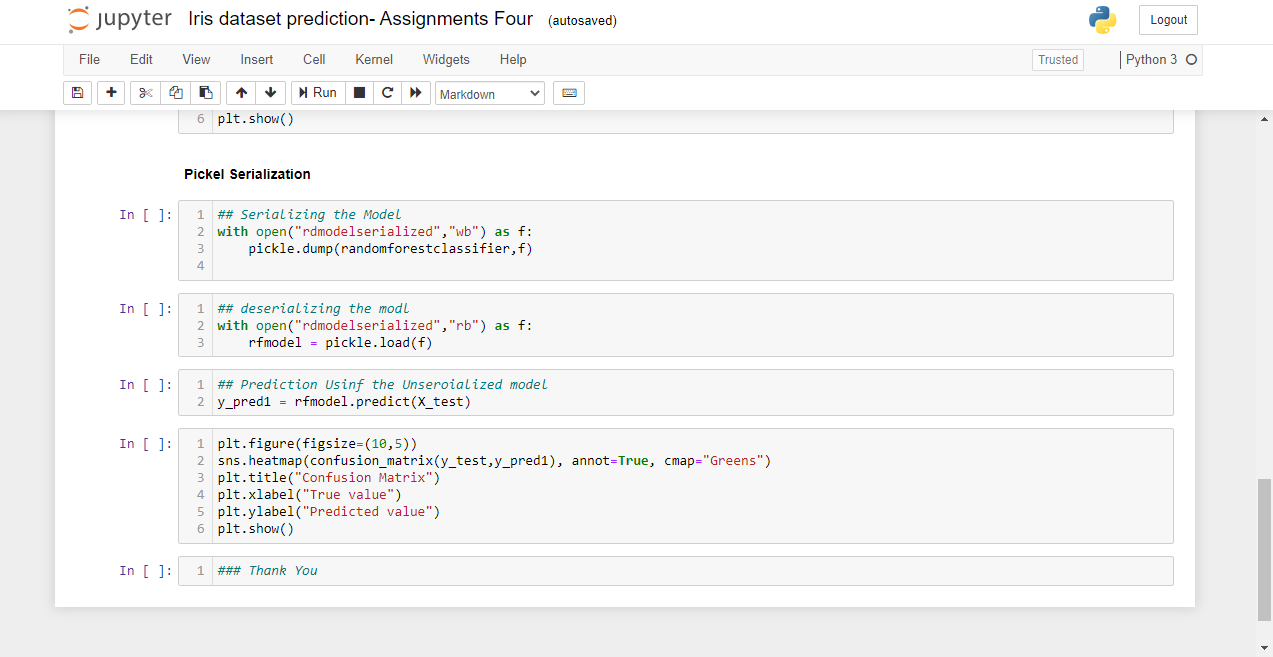 jupyter Iris dataset prediction- Assignments Four (autosaved) Logout
File Edit View Insert Cell Kernel Widgets Help Trusted Python 3
Run Markdown
6 plt.show()
Pickel Serialization
In [ ]: 1 ## Serializing the Model
2 with open("rdmodelserialized","wb") as f:
3 pickle.dump(randomforestclassifier,f)
4
In [ ]: 1 ## deserializing the modl
2 with open("rdmodelserialized","rb") as f:
3 rfmodel = pickle.load(f)
In [ ]: 1 ## Prediction Usinf the Unseroialized model
2 y_pred1 = rfmodel.predict(X_test)
In [ ]: 1 plt.figure(figsize=(10,5))
2 sns.heatmap(confusion_matrix(y_test,y_pred1), annot=True, cmap="Greens")
3 plt.title("Confusion Matrix")
4 plt.xlabel("True value")
5 plt.ylabel("Predicted value")
6 plt.show()
In [ ]: 1 ### Thank You